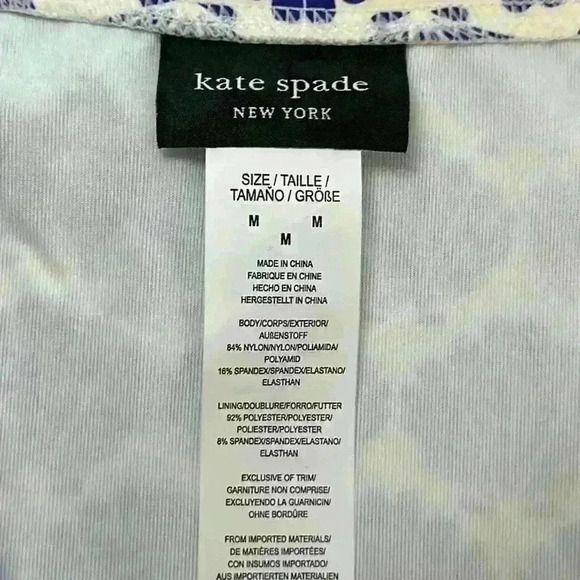 kate spade
NEW YORK
SIZE / TAILLE /
TAMAÑO / GRÖßE
M M
M
MADE IN CHINA
FABRIQUE EN CHINE
HECHO EN CHINA
HERGESTELLT IN CHINA
BODY/CORPS/EXTERIOR/
AUßENSTOFF
84% NYLON/NYLON/POLIAMIDA/
POLYAMID
16% SPANDEX/SPANDEX/ELASTANO/
ELASTHAN
LINING/DOUBLURE/FORRO/FUTTER
92% POLYESTER/POLYESTER/
POLIESTER/POLYESTER
8% SPANDEX/SPANDEX/ELASTANO/
ELASTHAN
EXCLUSIVE OF TRIM/
GARNITURE NON COMPRISE/
EXCLUYENDO LA GUARNICION/
OHNE BORDÜRE
FROM IMPORTED MATERIALS/
DE MATIÈRES IMPORTÉES/
CON INSUMOS IMPORTADO/
AUS IMPORTIERTEN MATERIALIEN